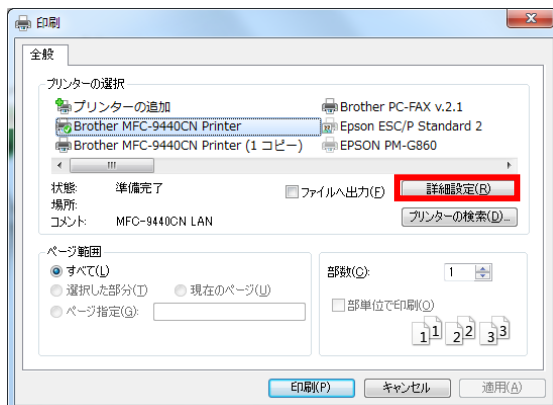 印刷
全般
プリンターの選択
プリンターの追加
Brother PC-FAX v.2.1
Brother MFC-9440CN Printer
Epson ESC/P Standard 2
Brother MFC-9440CN Printer (1 コピー)
EPSON PM-G860
状態: 準備完了
ファイルへ出力(F)
詳細設定(R)
場所:
コメント: MFC-9440CN LAN
プリンターの検索(D)...
ページ範囲
すべて(L)
選択した部分(T)
現在のページ(U)
ページ指定(G):
部数(C): 1
部単位で印刷(O)
1 1 2 2 3 3
印刷(P)
キャンセル
適用(A)